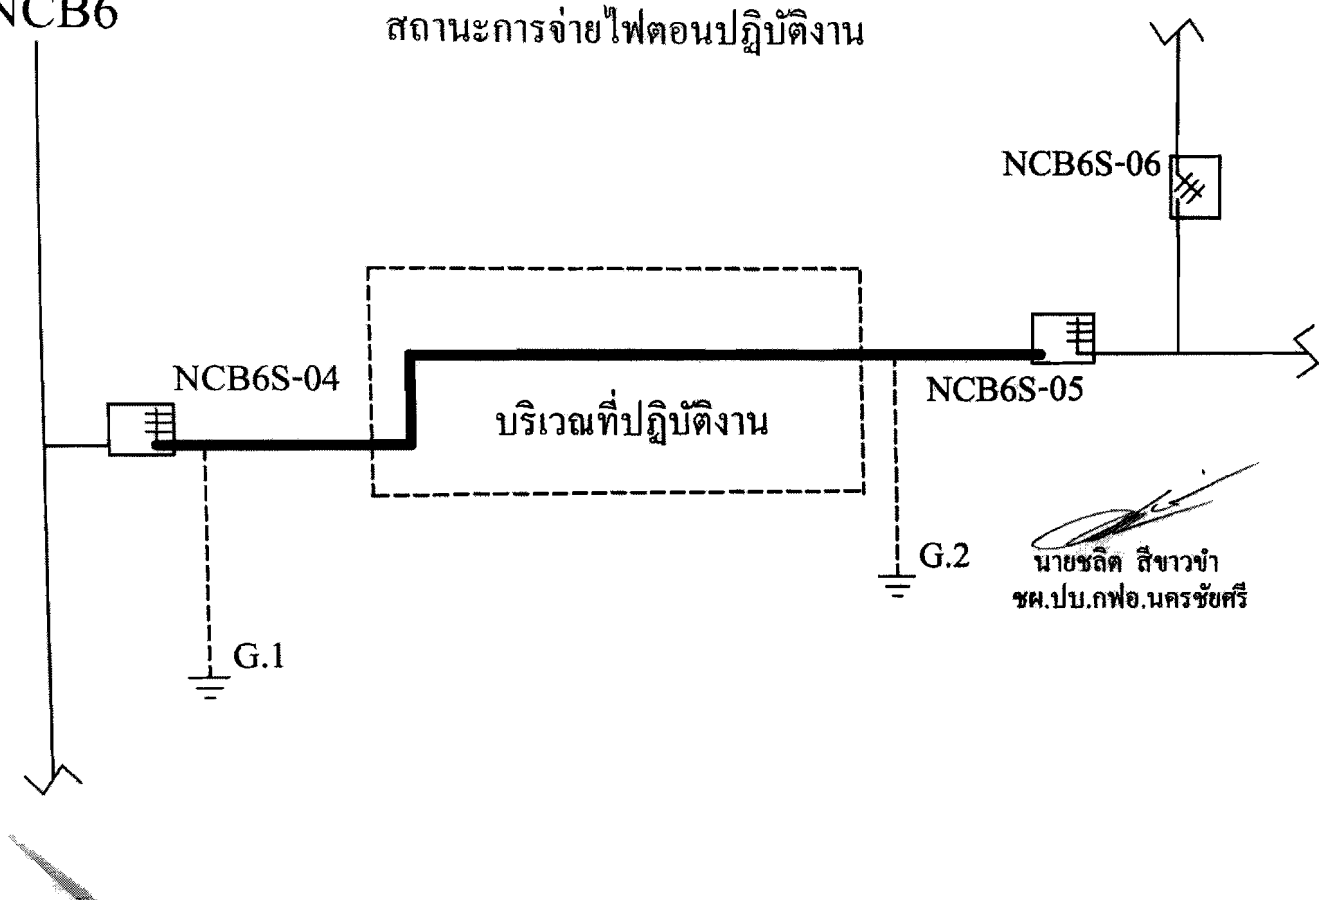 NCB6
สถานะการจ่ายไฟตอนปฏิบัติงาน
NCB6S-06
NCB6S-04
NCB6S-05
บริเวณที่ปฏิบัติงาน
G.2
นายชลิต สีขาวขำ
ชผ.ปบ.กฟอ.นครชัยศรี
G.1